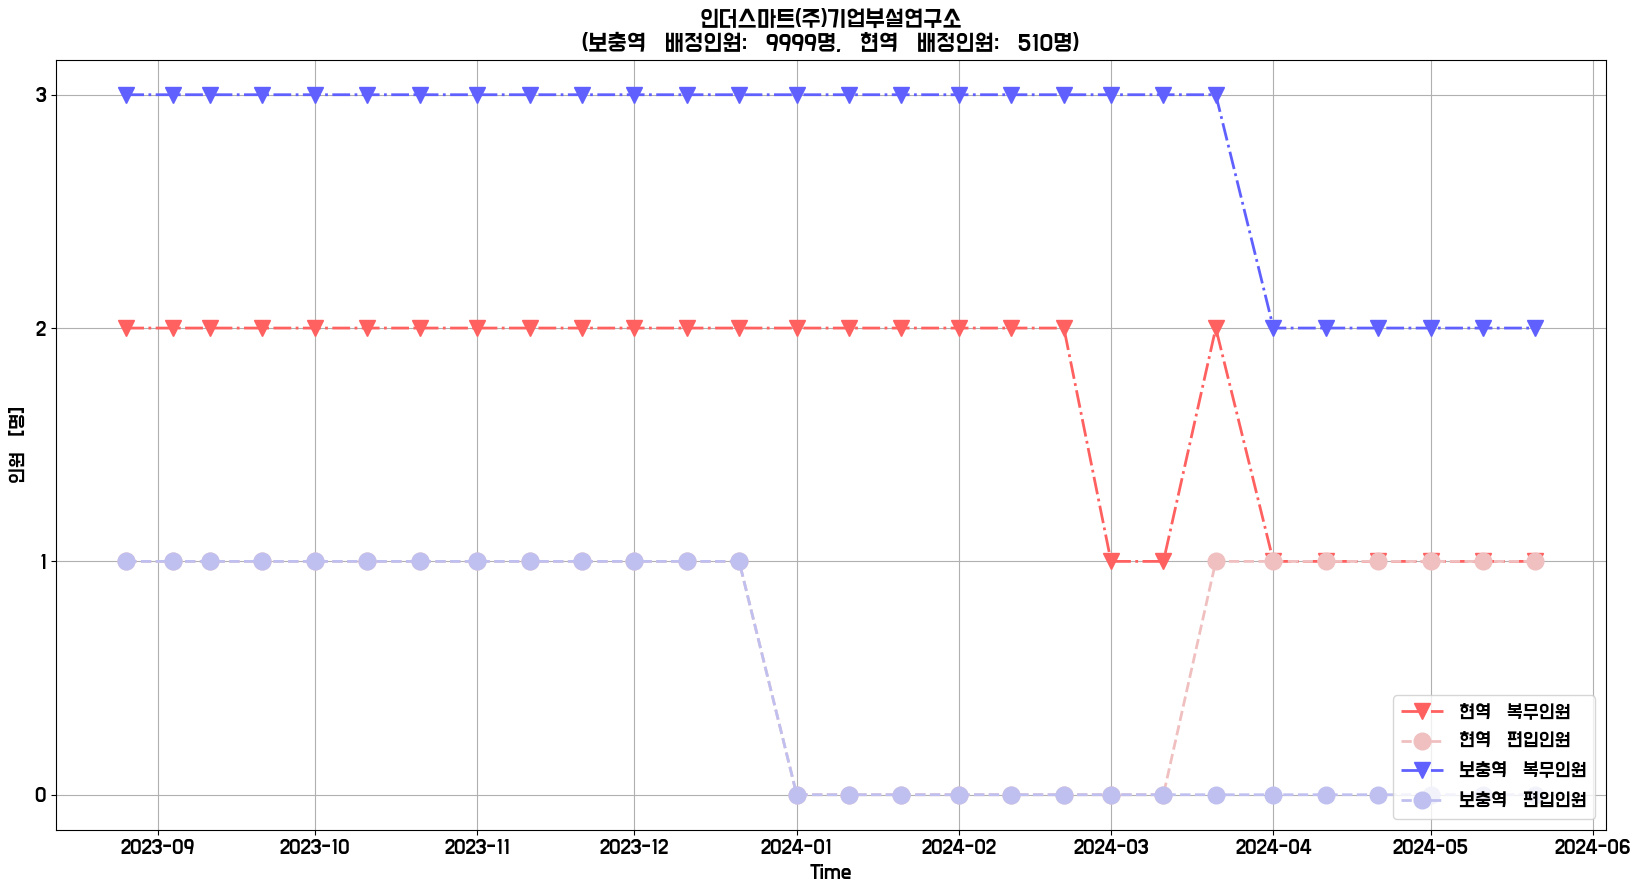 인더스마트(주)기업부설연구소
(보충역 배정인원: 9999명, 현역 배정인원: 510명)
3
2
1
0
인원 [명]
2023-09 2023-10 2023-11 2023-12 2024-01 2024-02 2024-03 2024-04 2024-05 2024-06
Time
현역 복무인원
현역 편입인원
보충역 복무인원
보충역 편입인원